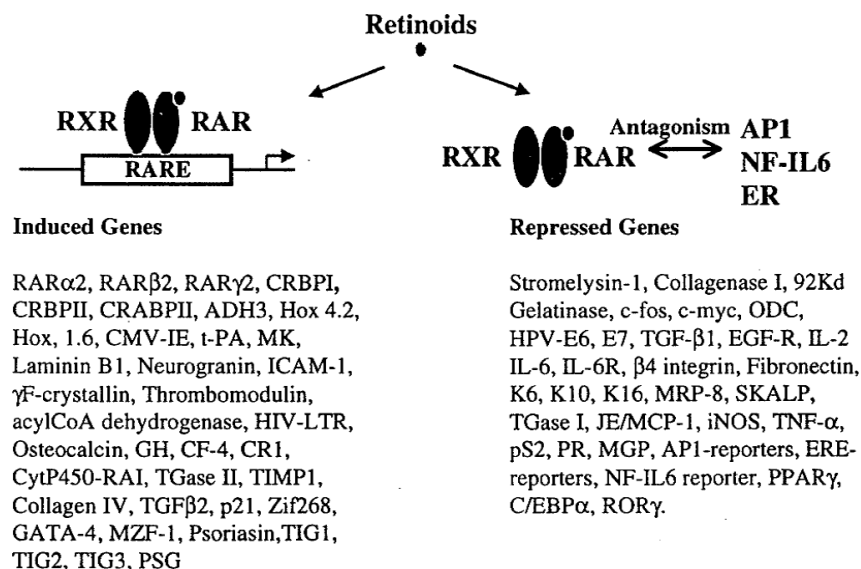 Retinoids
RXR RAR
RARE
Induced Genes
RARα2, RARβ2, RARγ2, CRBPI,
CRBPII, CRABPII, ADH3, Hox 4.2,
Hox, 1.6, CMV-IE, t-PA, MK,
Laminin B1, Neurogranin, ICAM-1,
γF-crystallin, Thrombomodulin,
acylCoA dehydrogenase, HIV-LTR,
Osteocalcin, GH, CF-4, CR1,
CytP450-RAI, TGase II, TIMP1,
Collagen IV, TGFβ2, p21, Zif268,
GATA-4, MZF-1, Psoriasin,TIG1,
TIG2, TIG3, PSG
RXR RAR
Antagonism
AP1
NF-IL6
ER
Repressed Genes
Stromelysin-1, Collagenase I, 92Kd
Gelatinase, c-fos, c-myc, ODC,
HPV-E6, E7, TGF-β1, EGF-R, IL-2
IL-6, IL-6R, β4 integrin, Fibronectin,
K6, K10, K16, MRP-8, SKALP,
TGase I, JE/MCP-1, iNOS, TNF-α,
pS2, PR, MGP, AP1-reporters, ERE-
reporters, NF-IL6 reporter, PPARγ,
C/EBPα, RORγ.